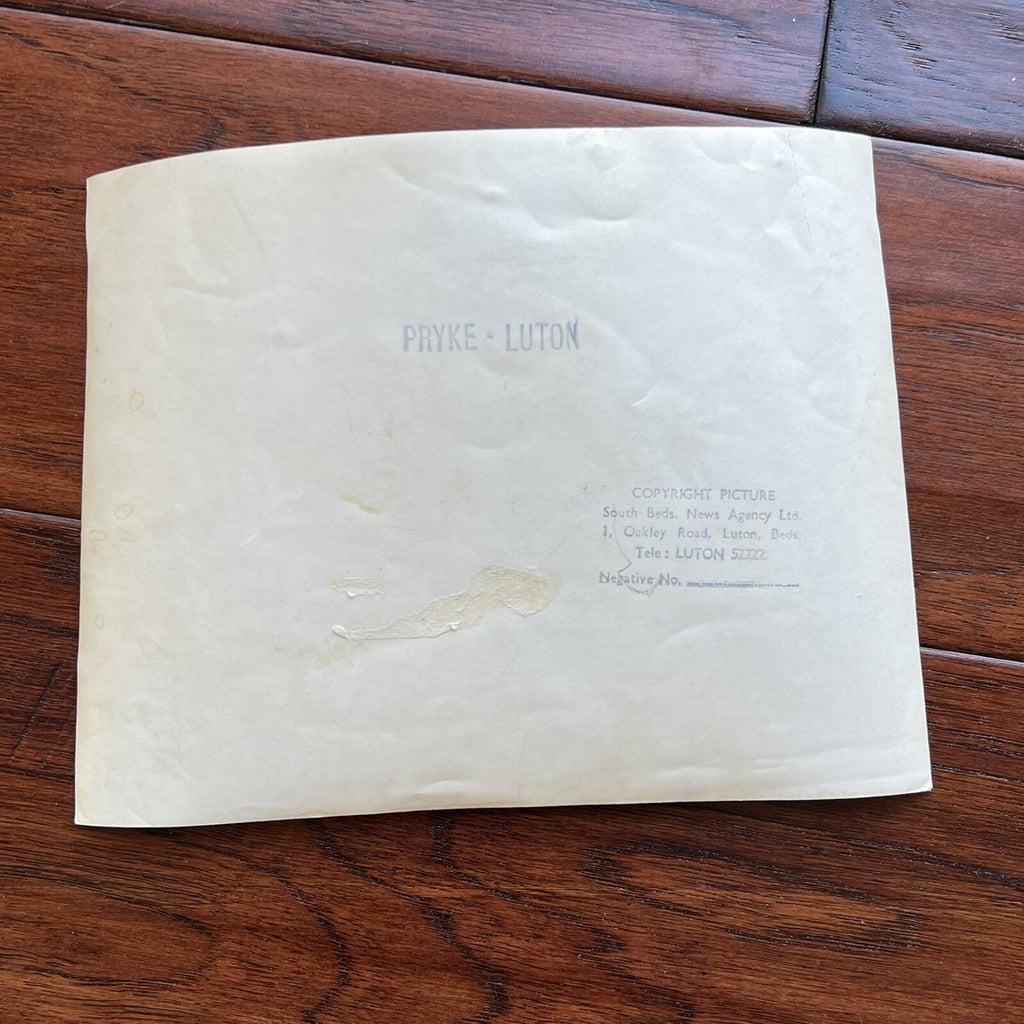 PRYKE - LUTON
COPYRIGHT PICTURE
South Beds. News Agency Ltd.
1, Oakley Road, Luton, Beds.
Tele: LUTON 52222
Negative No.